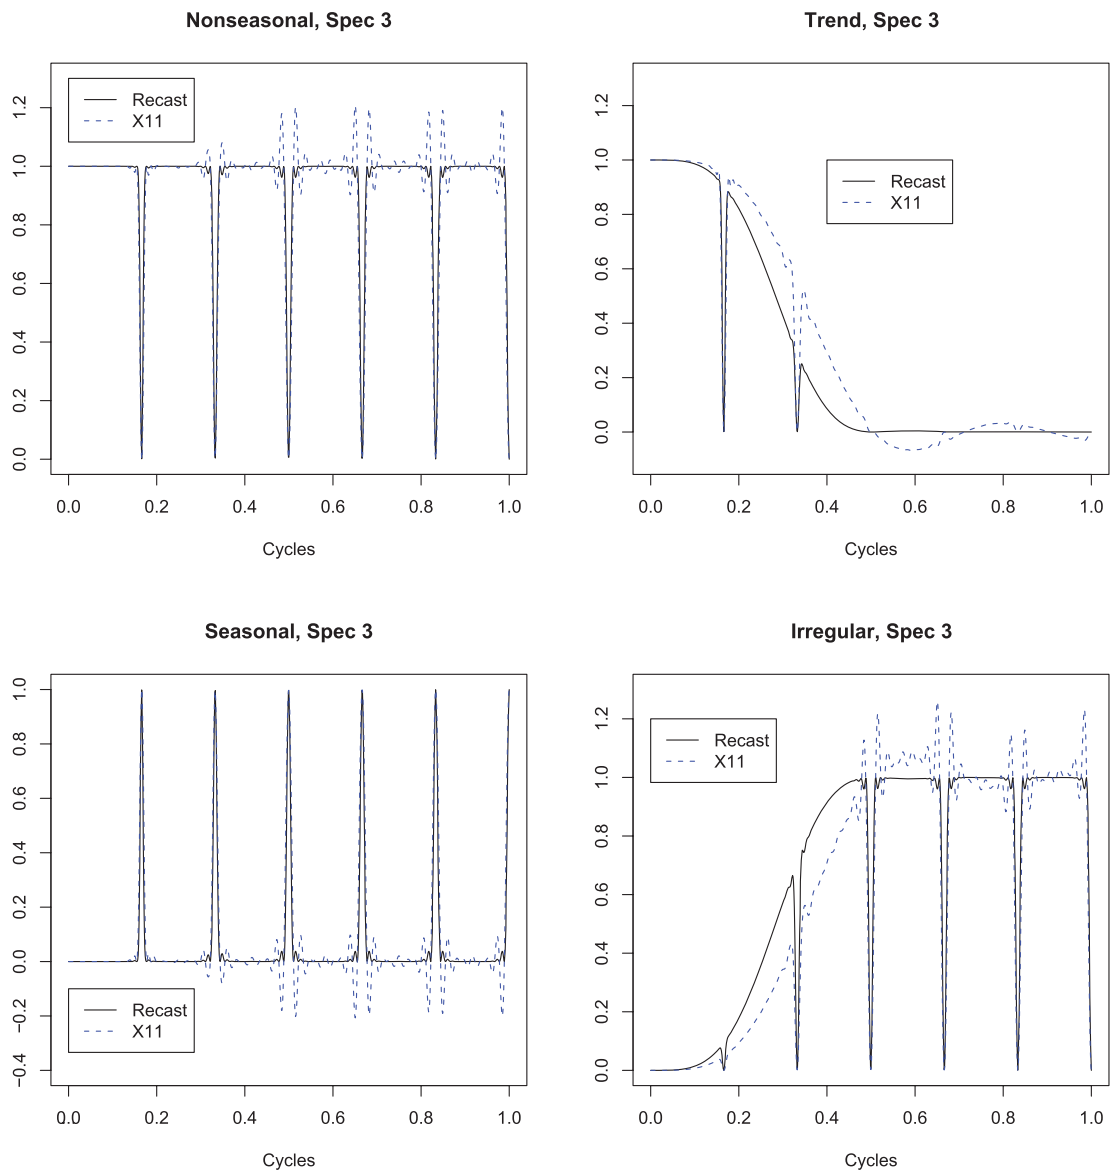 Nonseasonal, Spec 3
Recast
X11
0.0 0.2 0.4 0.6 0.8 1.0 1.2
0.0 0.2 0.4 0.6 0.8 1.0
Cycles
Trend, Spec 3
Recast
X11
0.0 0.2 0.4 0.6 0.8 1.0 1.2
0.0 0.2 0.4 0.6 0.8 1.0
Cycles
Seasonal, Spec 3
Recast
X11
−0.4 −0.2 0.0 0.2 0.4 0.6 0.8 1.0
0.0 0.2 0.4 0.6 0.8 1.0
Cycles
Irregular, Spec 3
Recast
X11
0.0 0.2 0.4 0.6 0.8 1.0 1.2
0.0 0.2 0.4 0.6 0.8 1.0
Cycles